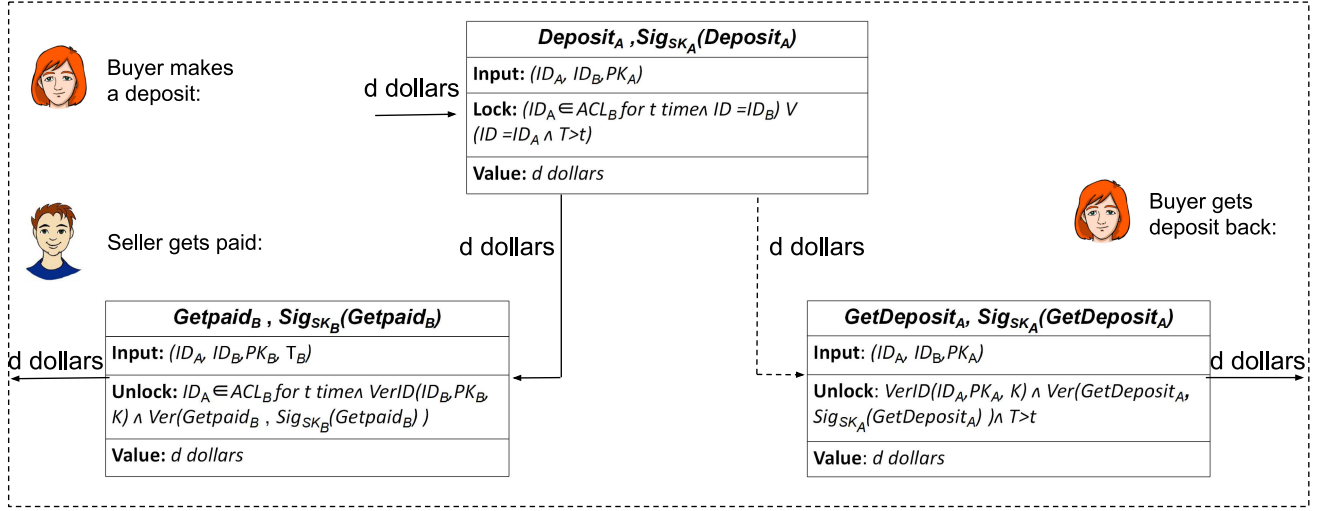 Deposit_A ,Sig_SK_A(Deposit_A)
Buyer makes
a deposit:
d dollars
Input: (ID_A, ID_B,PK_A)
Lock: (ID_A∈ACL_B for t time∧ ID =ID_B) V
(ID =ID_A ∧ T>t)
Value: d dollars
Seller gets paid:
d dollars
d dollars
Buyer gets
deposit back:
Getpaid_B , Sig_SK_B(Getpaid_B)
d dollars
Input: (ID_A, ID_B,PK_B, T_B)
Unlock: ID_A∈ACL_B for t time∧ VerID(ID_B,PK_B,
K) ∧ Ver(Getpaid_B , Sig_SK_B(Getpaid_B) )
Value: d dollars
GetDeposit_A, Sig_SK_A(GetDeposit_A)
Input: (ID_A, ID_B,PK_A)
d dollars
Unlock: VerID(ID_A,PK_A, K) ∧ Ver(GetDeposit_A,
Sig_SK_A(GetDeposit_A) )∧ T>t
Value: d dollars